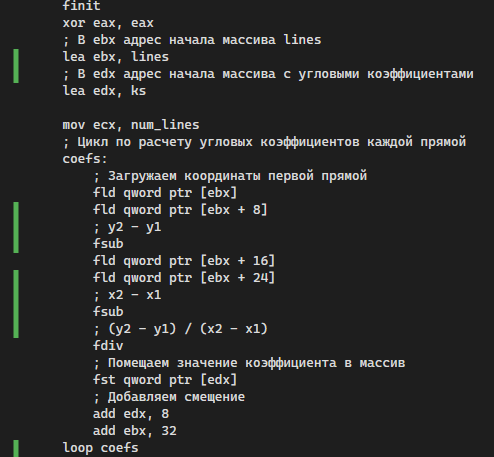 finit
xor eax, eax
; В ebx адрес начала массива lines
lea ebx, lines
; В edx адрес начала массива с угловыми коэффициентами
lea edx, ks
mov ecx, num_lines
; Цикл по расчету угловых коэффициентов каждой прямой
coefs:
; Загружаем координаты первой прямой
fld qword ptr [ebx]
fld qword ptr [ebx + 8]
; y2 - y1
fsub
fld qword ptr [ebx + 16]
fld qword ptr [ebx + 24]
; x2 - x1
fsub
; (y2 - y1) / (x2 - x1)
fdiv
; Помещаем значение коэффициента в массив
fst qword ptr [edx]
; Добавляем смещение
add edx, 8
add ebx, 32
loop coefs